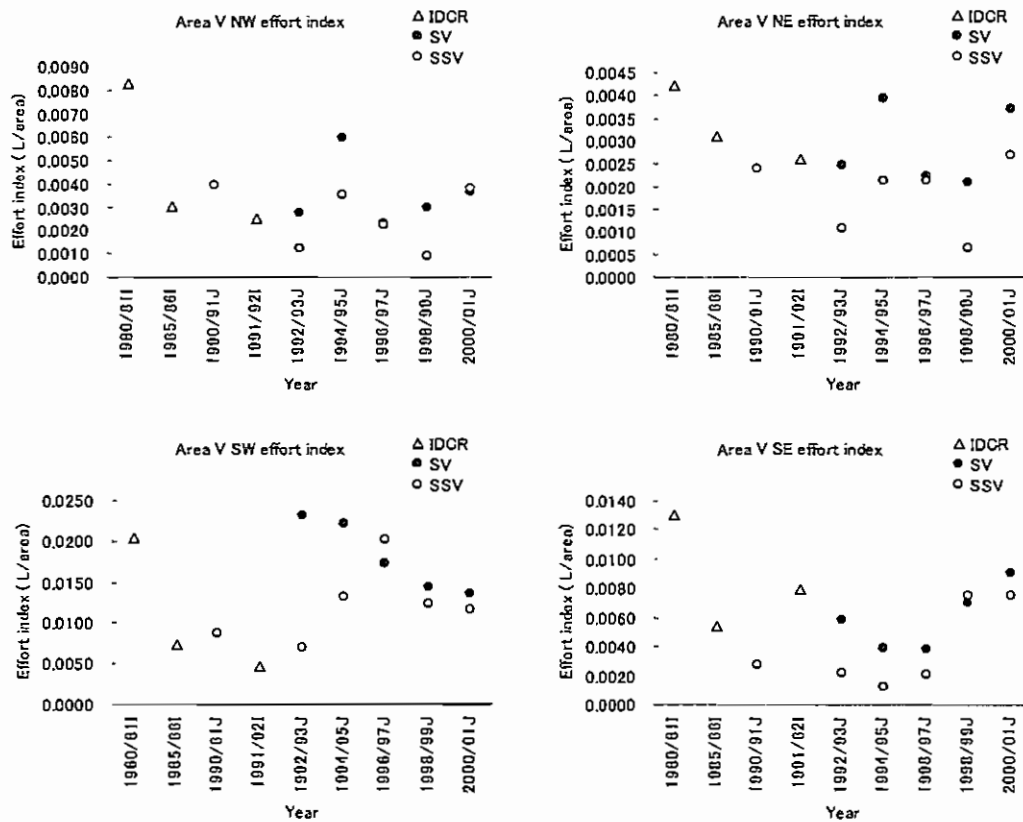 Area V NW effort index
△ IDCR
● SV
○ SSV
Effort index (L/area)
0.0090
0.0080
0.0070
0.0060
0.0050
0.0040
0.0030
0.0020
0.0010
0.0000
1980/81I
1985/86I
1990/91J
1991/92I
1992/93J
1994/95J
1996/97J
1998/99J
2000/01J
Year
Area V NE effort index
△ IDCR
● SV
○ SSV
Effort index (L/area)
0.0045
0.0040
0.0035
0.0030
0.0025
0.0020
0.0015
0.0010
0.0005
0.0000
1980/81I
1985/86I
1990/91J
1991/92I
1992/93J
1994/95J
1996/97J
1998/99J
2000/01J
Year
Area V SW effort index
△ IDCR
● SV
○ SSV
Effort index (L/area)
0.0250
0.0200
0.0150
0.0100
0.0050
0.0000
1980/81I
1985/86I
1990/91J
1991/92I
1992/93J
1994/95J
1996/97J
1998/99J
2000/01J
Year
Area V SE effort index
△ IDCR
● SV
○ SSV
Effort index (L/area)
0.0140
0.0120
0.0100
0.0080
0.0060
0.0040
0.0020
0.0000
1980/81I
1985/86I
1990/91J
1991/92I
1992/93J
1994/95J
1996/97J
1998/99J
2000/01J
Year